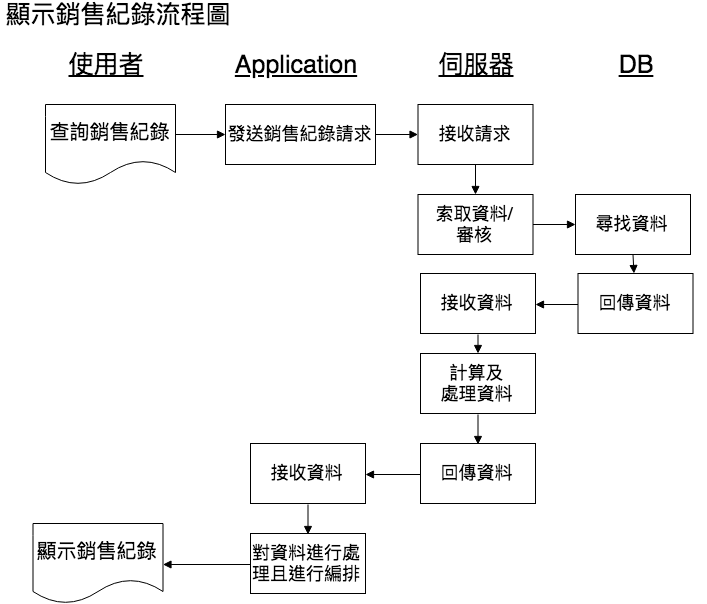 顯示銷售紀錄流程圖
使用者 Application 伺服器 DB
查詢銷售紀錄 發送銷售紀錄請求 接收請求
索取資料/
審核
尋找資料
接收資料 回傳資料
計算及
處理資料
接收資料 回傳資料
顯示銷售紀錄
對資料進行處
理且進行編排